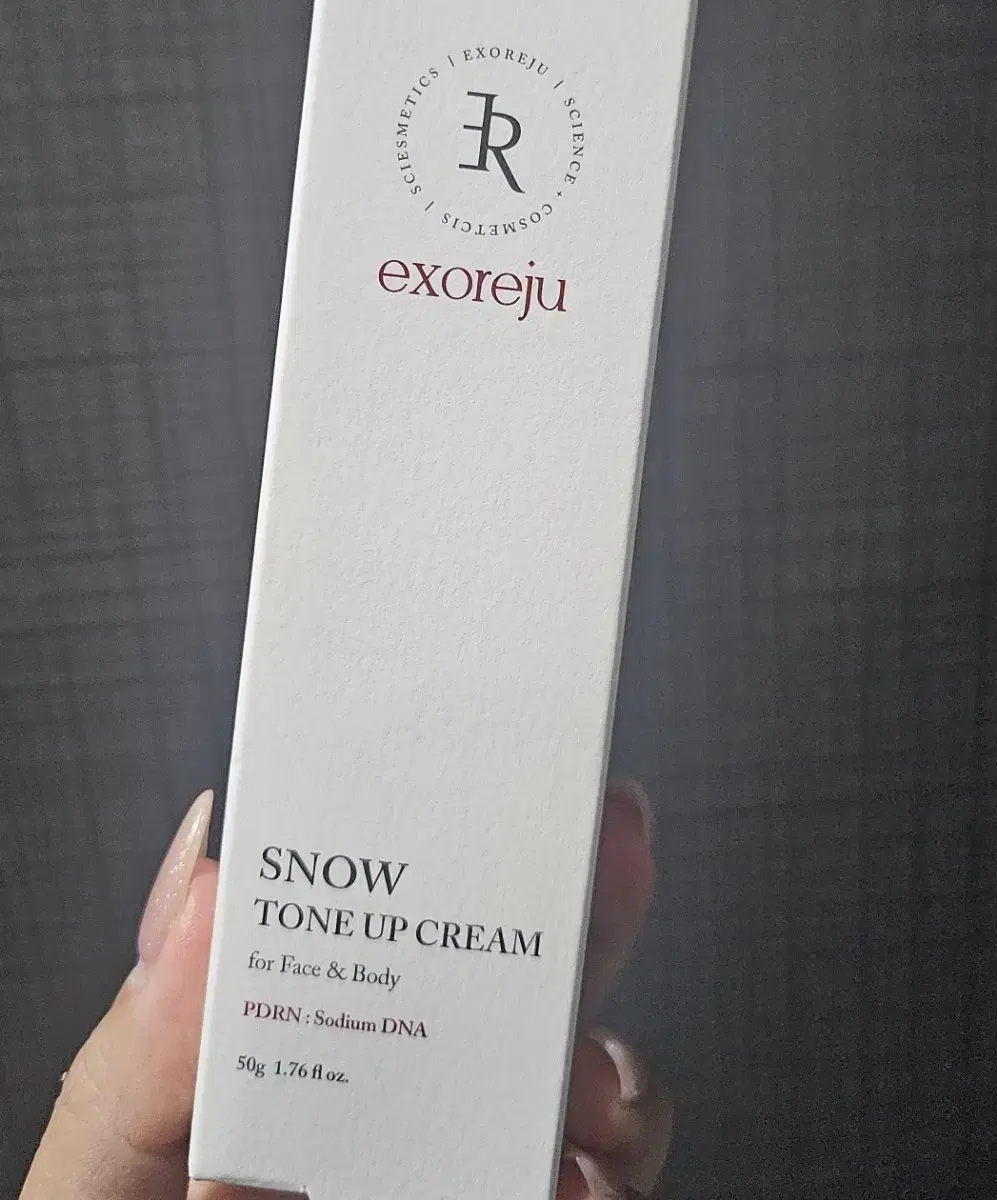 | EXOREJU | SCIENCE + COSMETCIS | SCIESMETICS
ER
exoreju
SNOW
TONE UP CREAM
for Face & Body
PDRN : Sodium DNA
50g 1.76 fl oz.